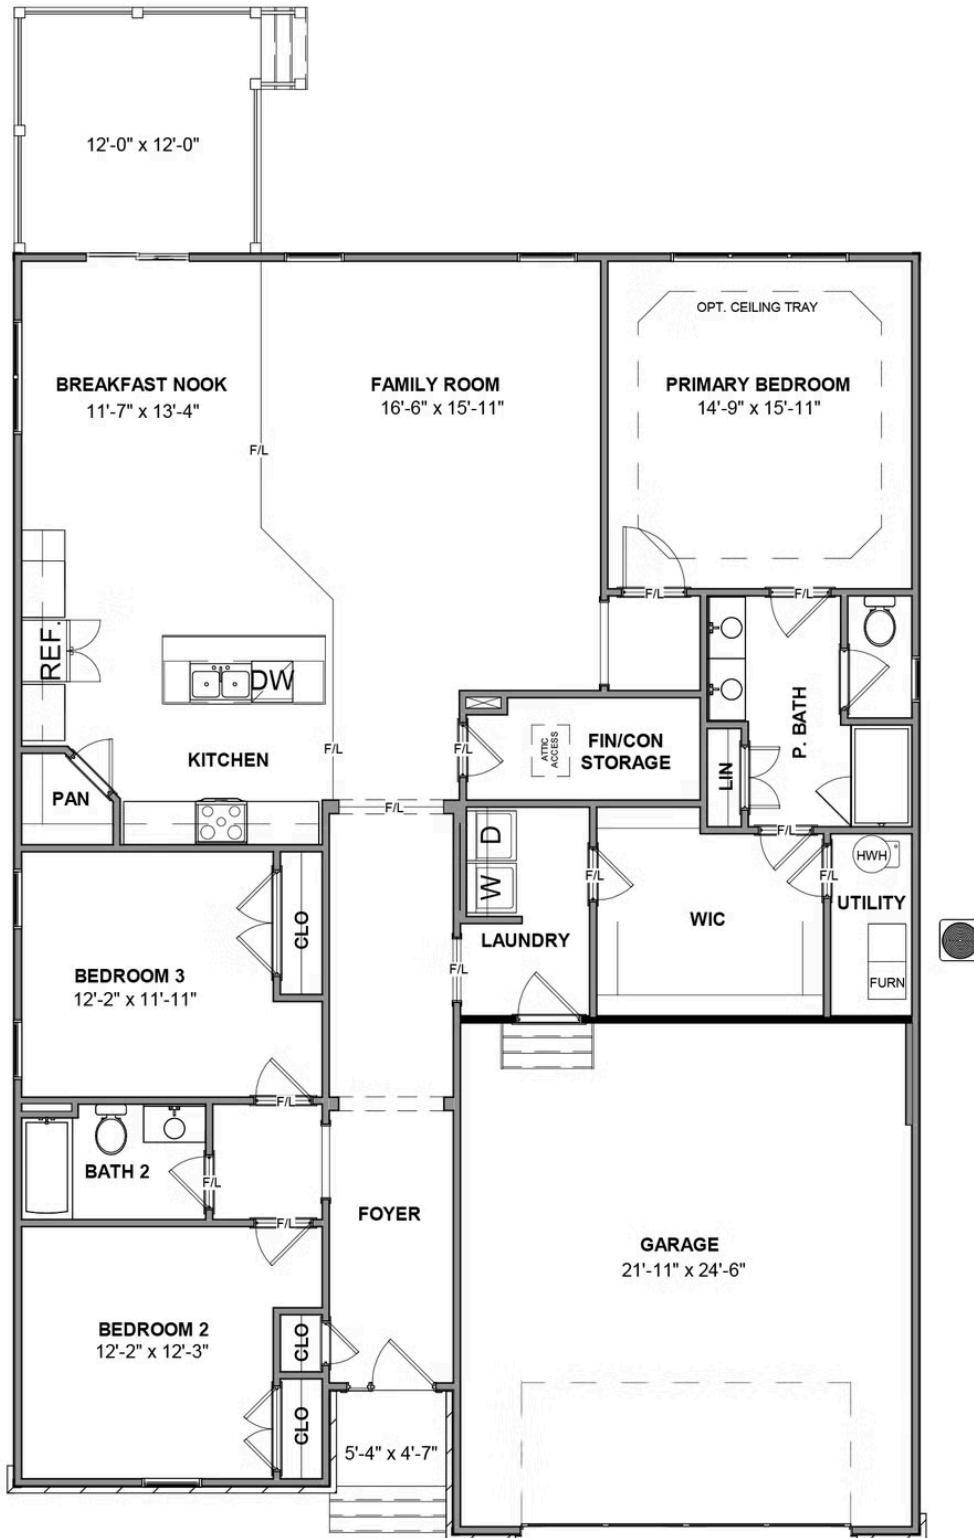 12'-0" x 12'-0"
OPT. CEILING TRAY
BREAKFAST NOOK
11'-7" x 13'-4"
FAMILY ROOM
16'-6" x 15'-11"
PRIMARY BEDROOM
14'-9" x 15'-11"
F/L
F/L
F/L
REF
DW
P. BATH
KITCHEN
F/L
F/L
ATTIC
ACCESS
FIN/CON
STORAGE
LIN
PAN
F/L
D
W
F/L
HWH
F/L
F/L
UTILITY
CLO
LAUNDRY
WIC
BEDROOM 3
12'-2" x 11'-11"
F/L
FURN
F/L
BATH 2
F/L
FOYER
F/L
GARAGE
21'-11" x 24'-6"
BEDROOM 2
12'-2" x 12'-3"
CLO
CLO
5'-4" x 4'-7"